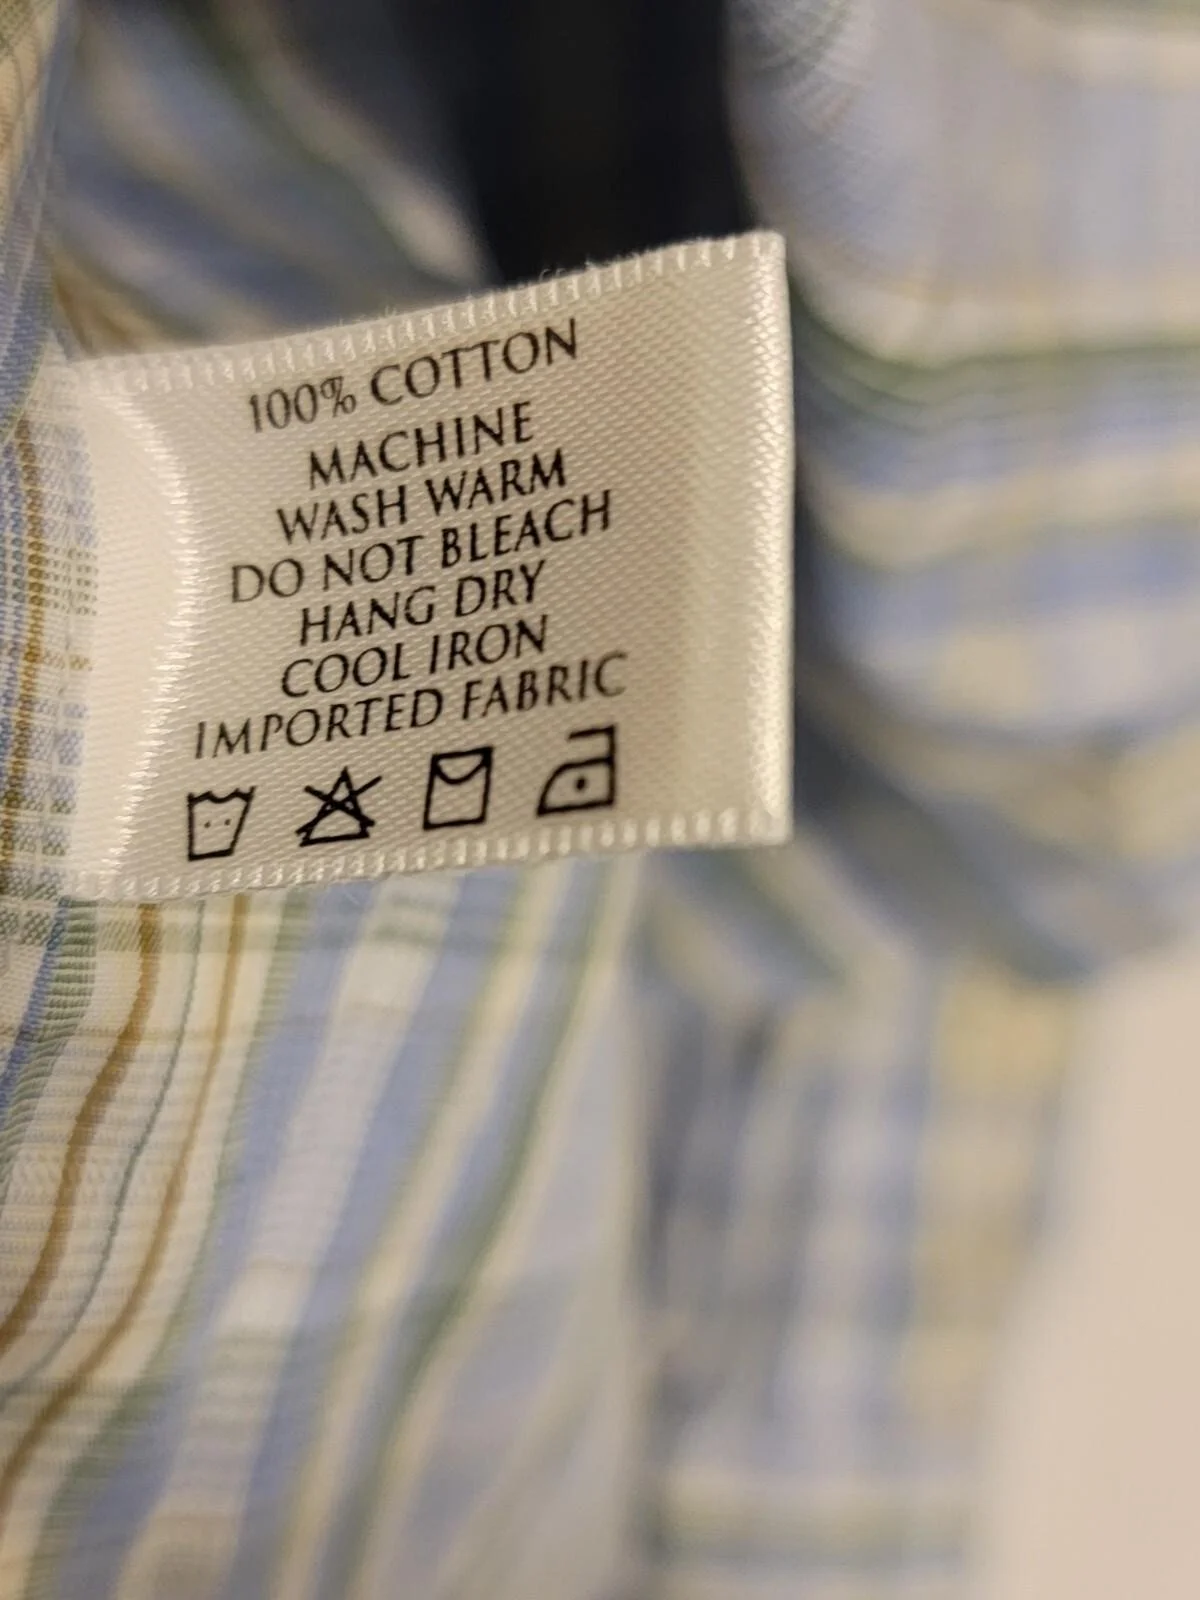 100% COTTON
MACHINE
WASH WARM
DO NOT BLEACH
HANG DRY
COOL IRON
IMPORTED FABRIC